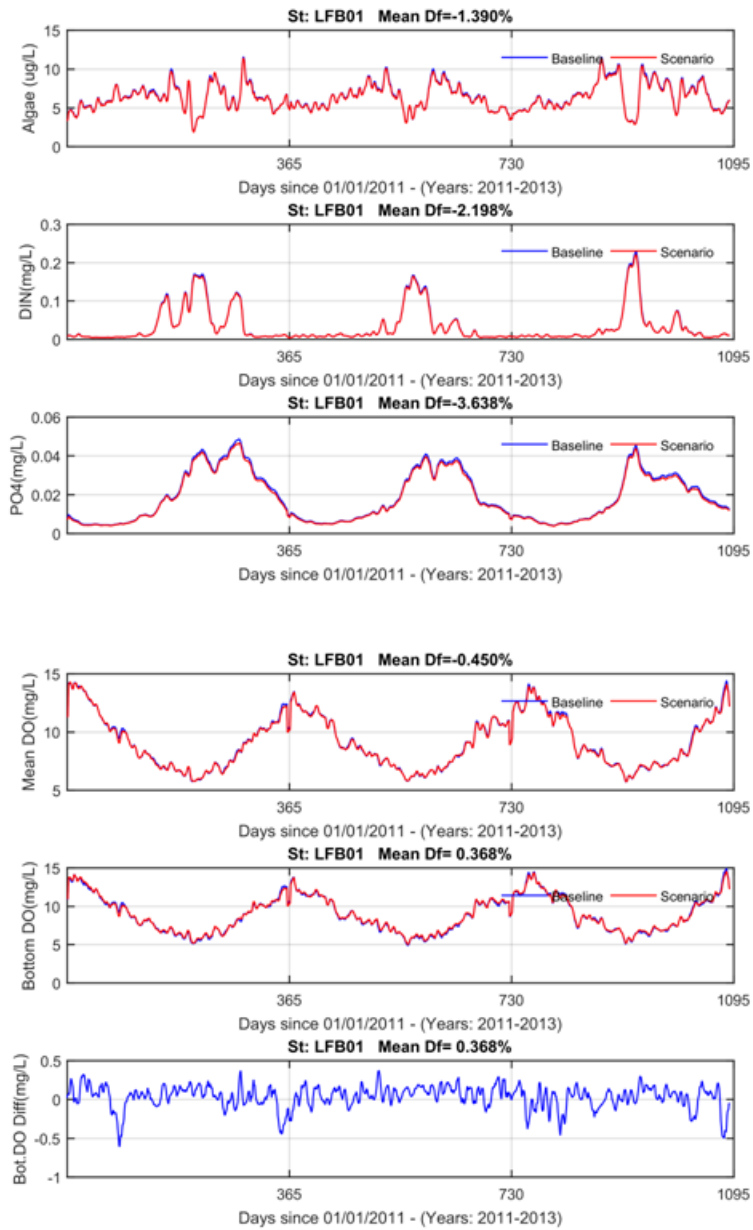 St: LFB01 Mean Df=-1.390%
15
10
5
0
Algae (ug/L)
Baseline Scenario
365 730 1095
Days since 01/01/2011 - (Years: 2011-2013)
St: LFB01 Mean Df=-2.198%
0.3
0.2
0.1
0
DIN(mg/L)
Baseline Scenario
365 730 1095
Days since 01/01/2011 - (Years: 2011-2013)
St: LFB01 Mean Df=-3.638%
0.06
0.04
0.02
0
PO4(mg/L)
Baseline Scenario
365 730 1095
Days since 01/01/2011 - (Years: 2011-2013)
St: LFB01 Mean Df=-0.450%
15
10
5
Mean DO(mg/L)
Baseline Scenario
365 730 1095
Days since 01/01/2011 - (Years: 2011-2013)
St: LFB01 Mean Df= 0.368%
15
10
5
0
Bottom DO(mg/L)
Baseline Scenario
365 730 1095
Days since 01/01/2011 - (Years: 2011-2013)
St: LFB01 Mean Df= 0.368%
0.5
0
-0.5
-1
Bot.DO Diff(mg/L)
365 730 1095
Days since 01/01/2011 - (Years: 2011-2013)